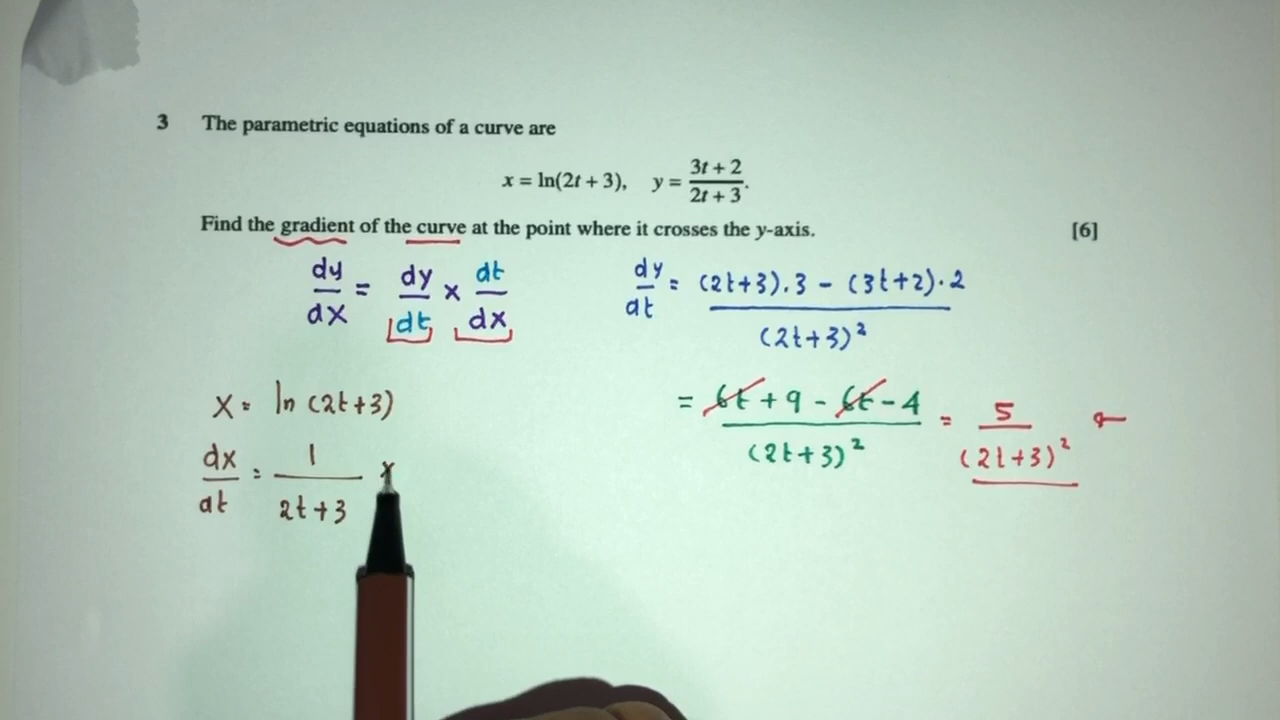 3 The parametric equations of a curve are
x = ln(2t + 3), y = (3t + 2)/(2t + 3).
Find the gradient of the curve at the point where it crosses the y-axis. [6]
dy/dx = dy/dt × dt/dx
dy/dt = ((2t+3).3 - (3t+2).2)/(2t+3)²
x = ln (2t+3)
= (6t + 9 - 6t - 4)/(2t+3)² = 5/(2t+3)² ←
dx/dt = 1/(2t+3) ×